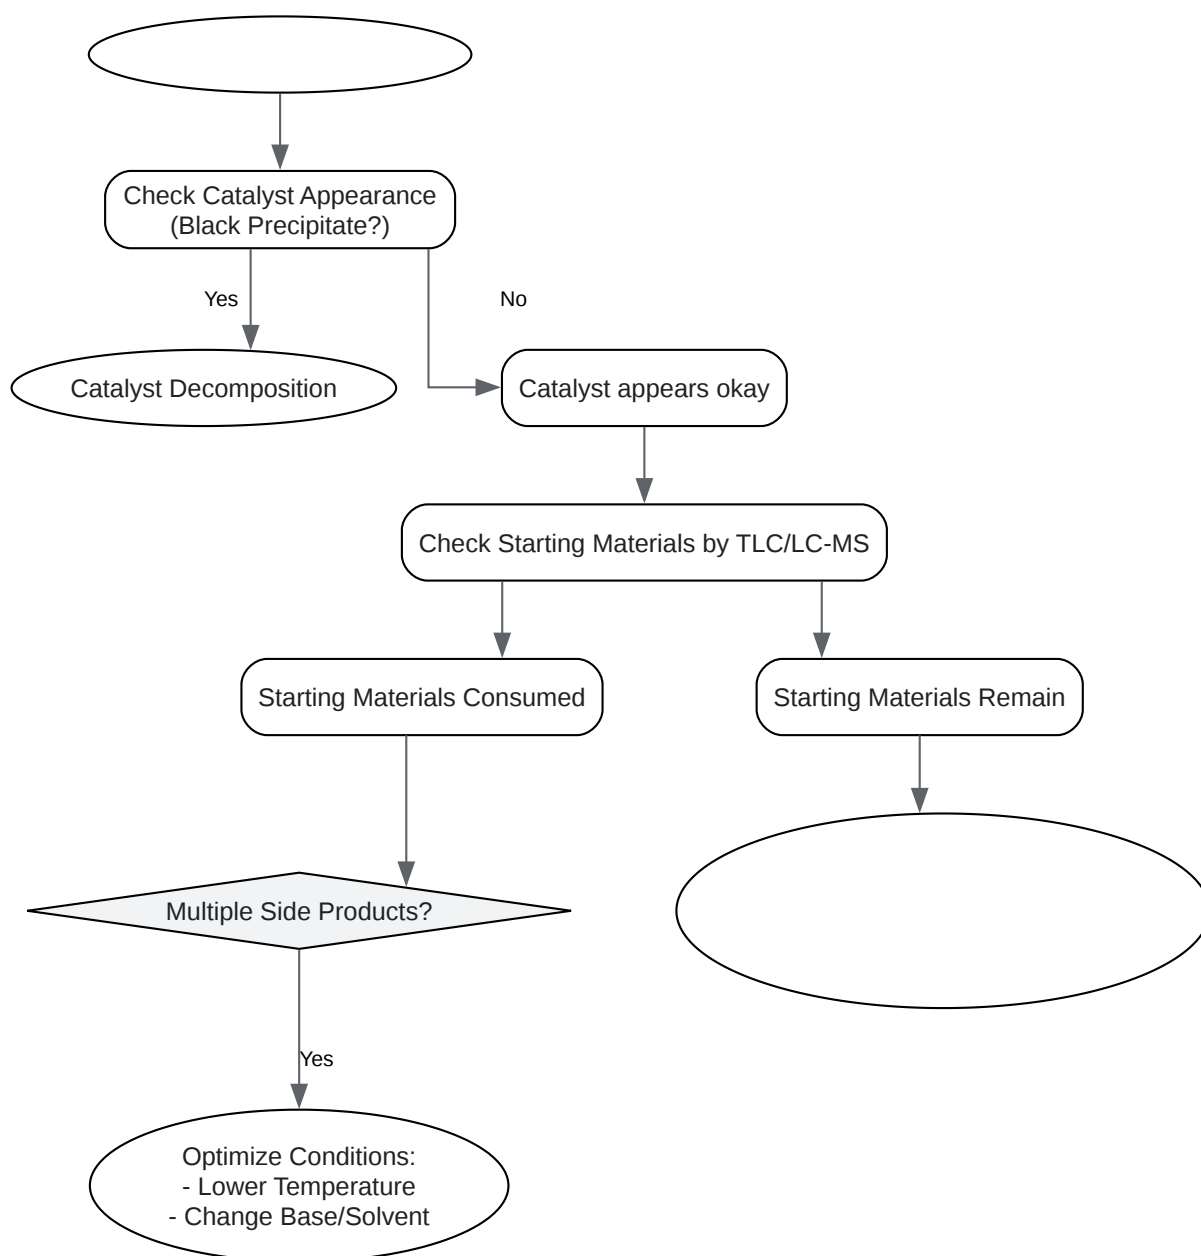 Check Catalyst Appearance
(Black Precipitate?)
Yes
No
Catalyst Decomposition
Catalyst appears okay
Check Starting Materials by TLC/LC-MS
Starting Materials Consumed
Starting Materials Remain
Multiple Side Products?
Yes
Optimize Conditions:
- Lower Temperature
- Change Base/Solvent